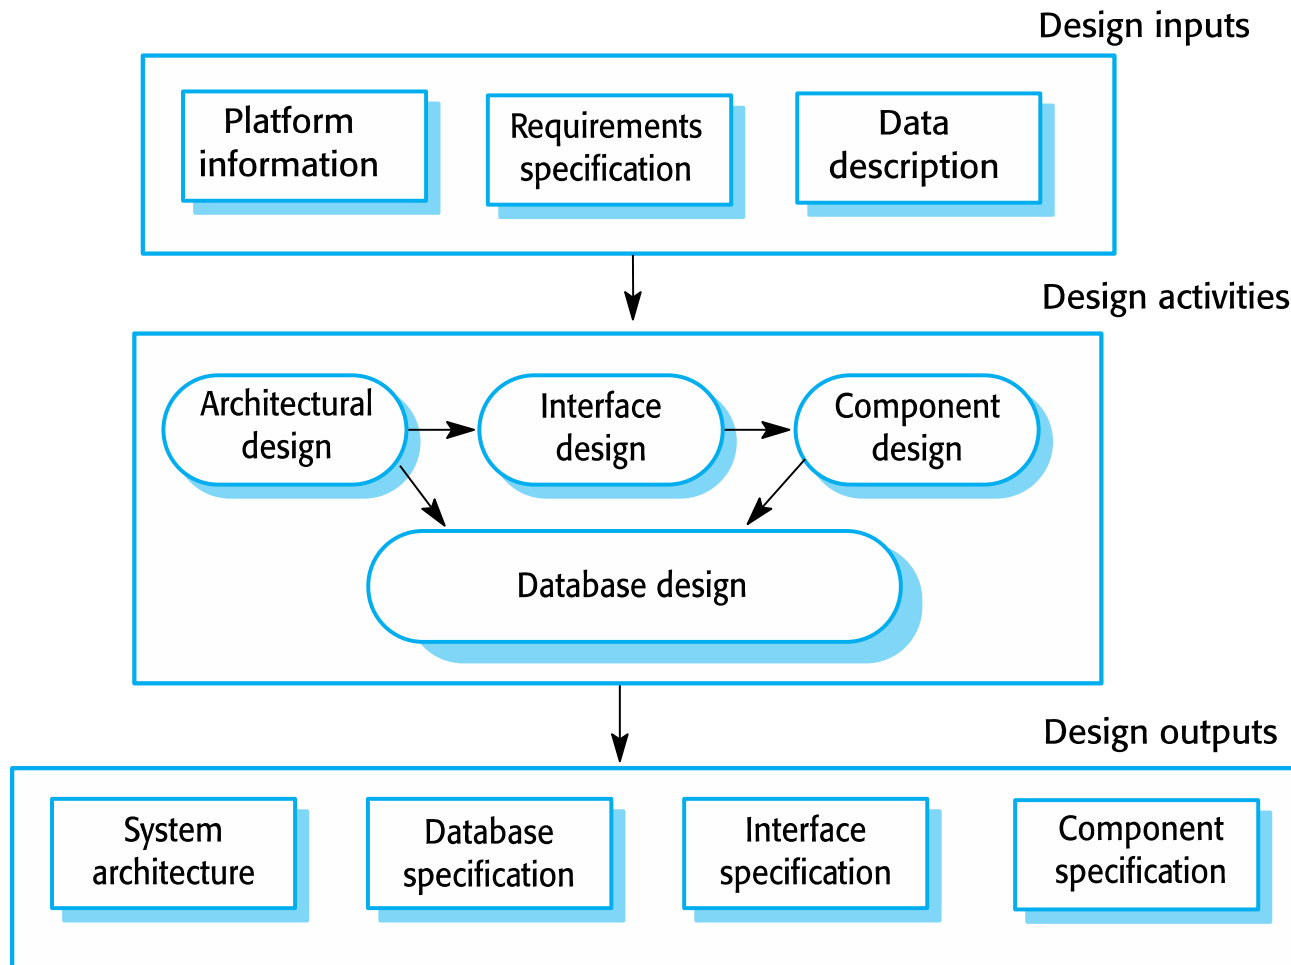 Design inputs
Platform
information
Requirements
specification
Data
description
Design activities
Architectural
design
Interface
design
Component
design
Database design
Design outputs
System
architecture
Database
specification
Interface
specification
Component
specification